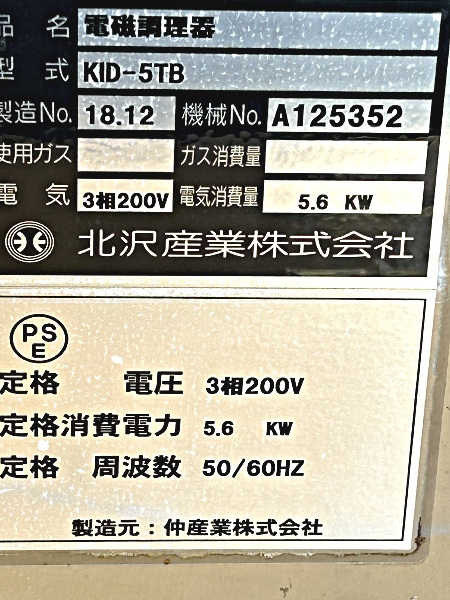 品名 電磁調理器
型式 KID-5TB
製造No. 18.12 機械No. A125352
使用ガス ガス消費量
電気 3相200V 電気消費量 5.6 KW
北沢産業株式会社
PS
E
定格 電圧 3相200V
定格消費電力 5.6 KW
定格 周波数 50/60HZ
製造元：仲産業株式会社